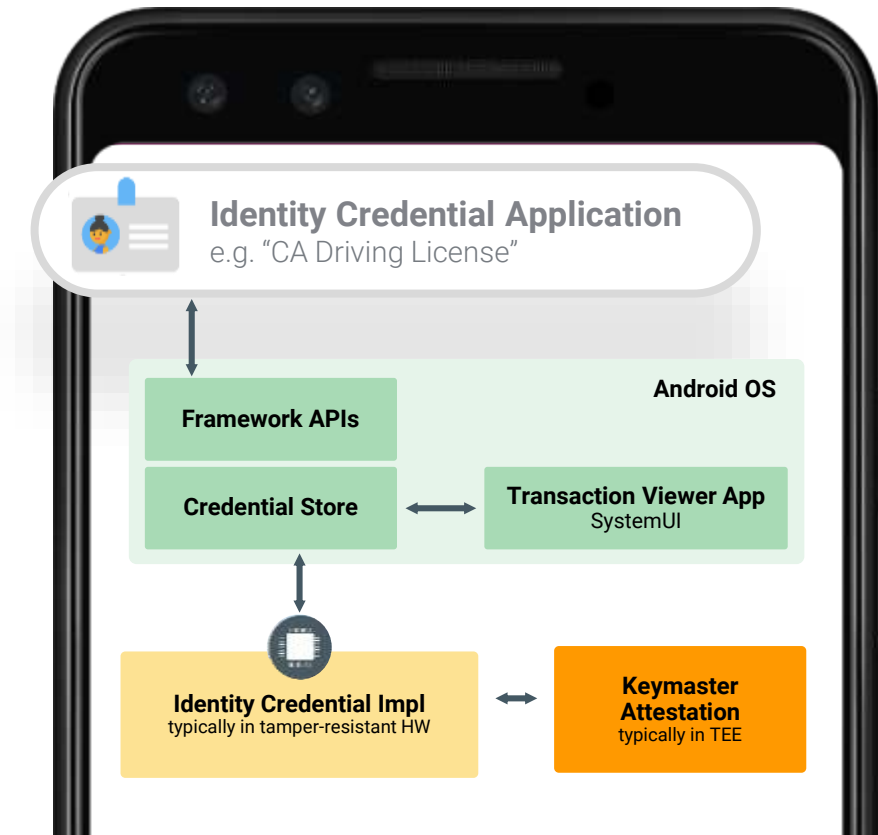 Identity Credential Application
e.g. “CA Driving License”
Android OS
Framework APIs
Credential Store
Transaction Viewer App
SystemUI
Identity Credential Impl
typically in tamper-resistant HW
Keymaster
Attestation
typically in TEE